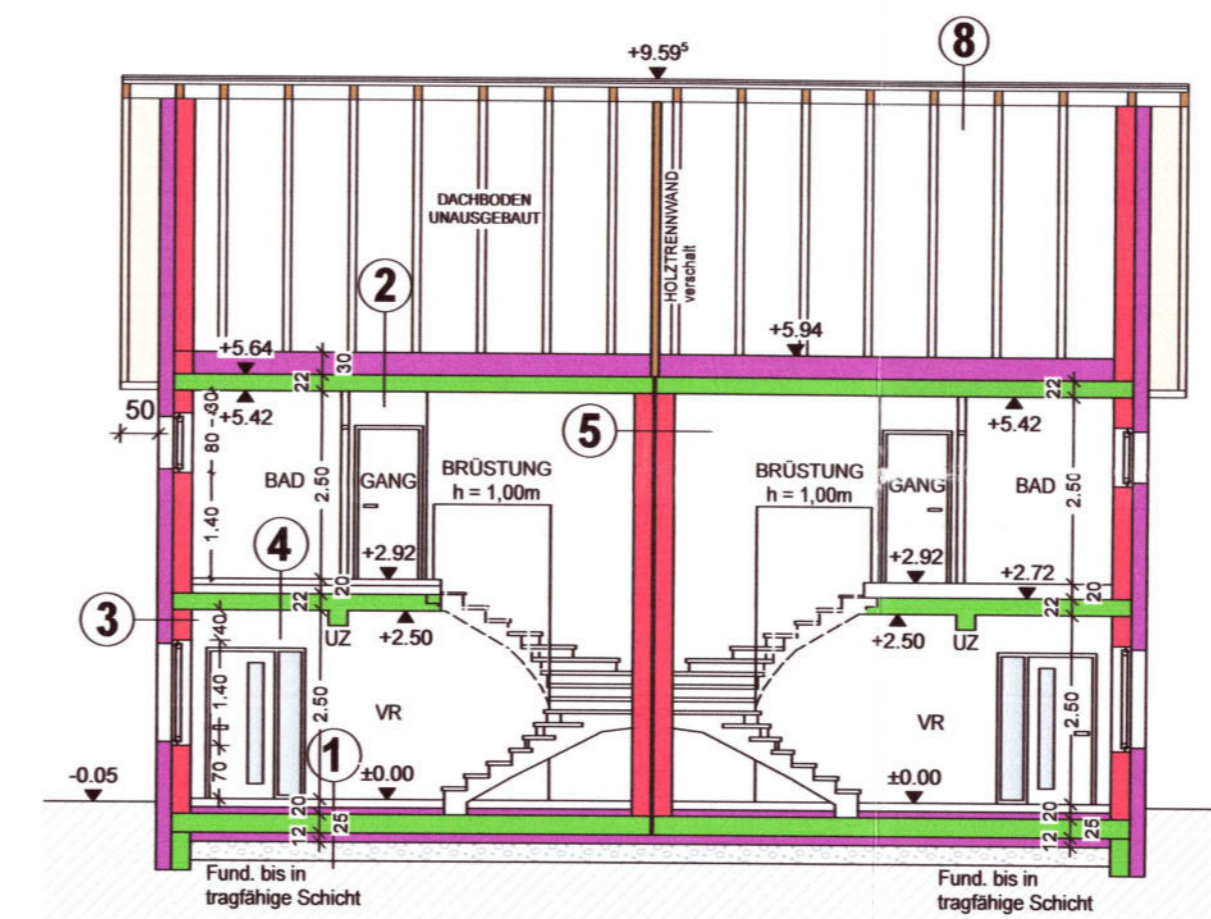 8
+9.59⁵
DACHBODEN
UNAUSGEBAUT
HOLZTRENNWAND
verschalt
2
+5.64
30
+5.94
22
22
50
30
+5.42
5
+5.42
80
BAD
2.50
GANG
BRÜSTUNG
h = 1,00m
BRÜSTUNG
h = 1,00m
GANG
BAD
2.50
1.40
4
+2.92
+2.92
+2.72
20
20
3
22
22
40
UZ
+2.50
+2.50
UZ
1.40
2.50
VR
VR
2.50
1
70
-0.05
±0.00
±0.00
20
20
25
25
12
12
Fund. bis in
tragfähige Schicht
Fund. bis in
tragfähige Schicht